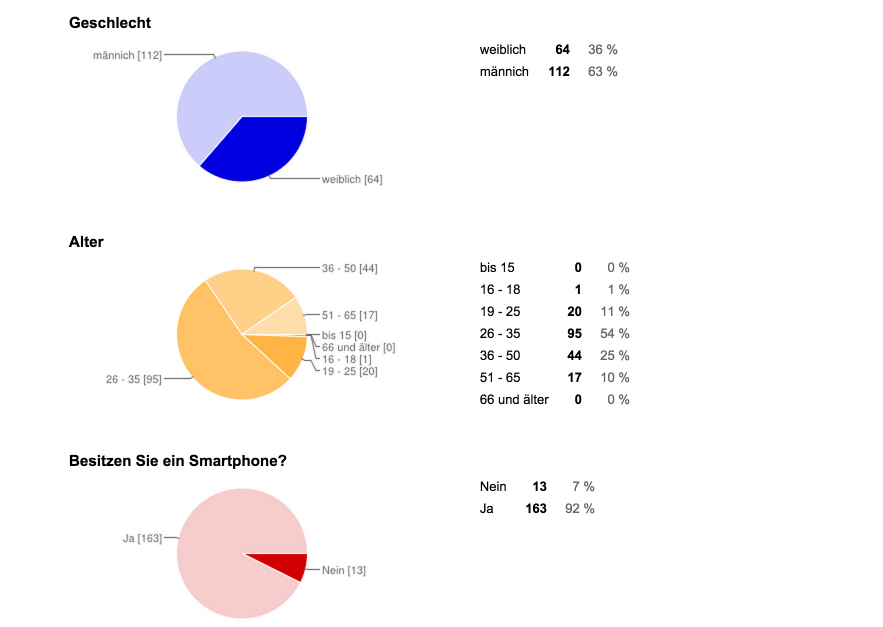 Geschlecht
männich [112]
weiblich [64]
weiblich 64 36 %
männich 112 63 %
Alter
36 - 50 [44]
51 - 65 [17]
bis 15 [0]
66 und älter [0]
16 - 18 [1]
19 - 25 [20]
26 - 35 [95]
bis 15 0 0 %
16 - 18 1 1 %
19 - 25 20 11 %
26 - 35 95 54 %
36 - 50 44 25 %
51 - 65 17 10 %
66 und älter 0 0 %
Besitzen Sie ein Smartphone?
Ja [163]
Nein [13]
Nein 13 7 %
Ja 163 92 %